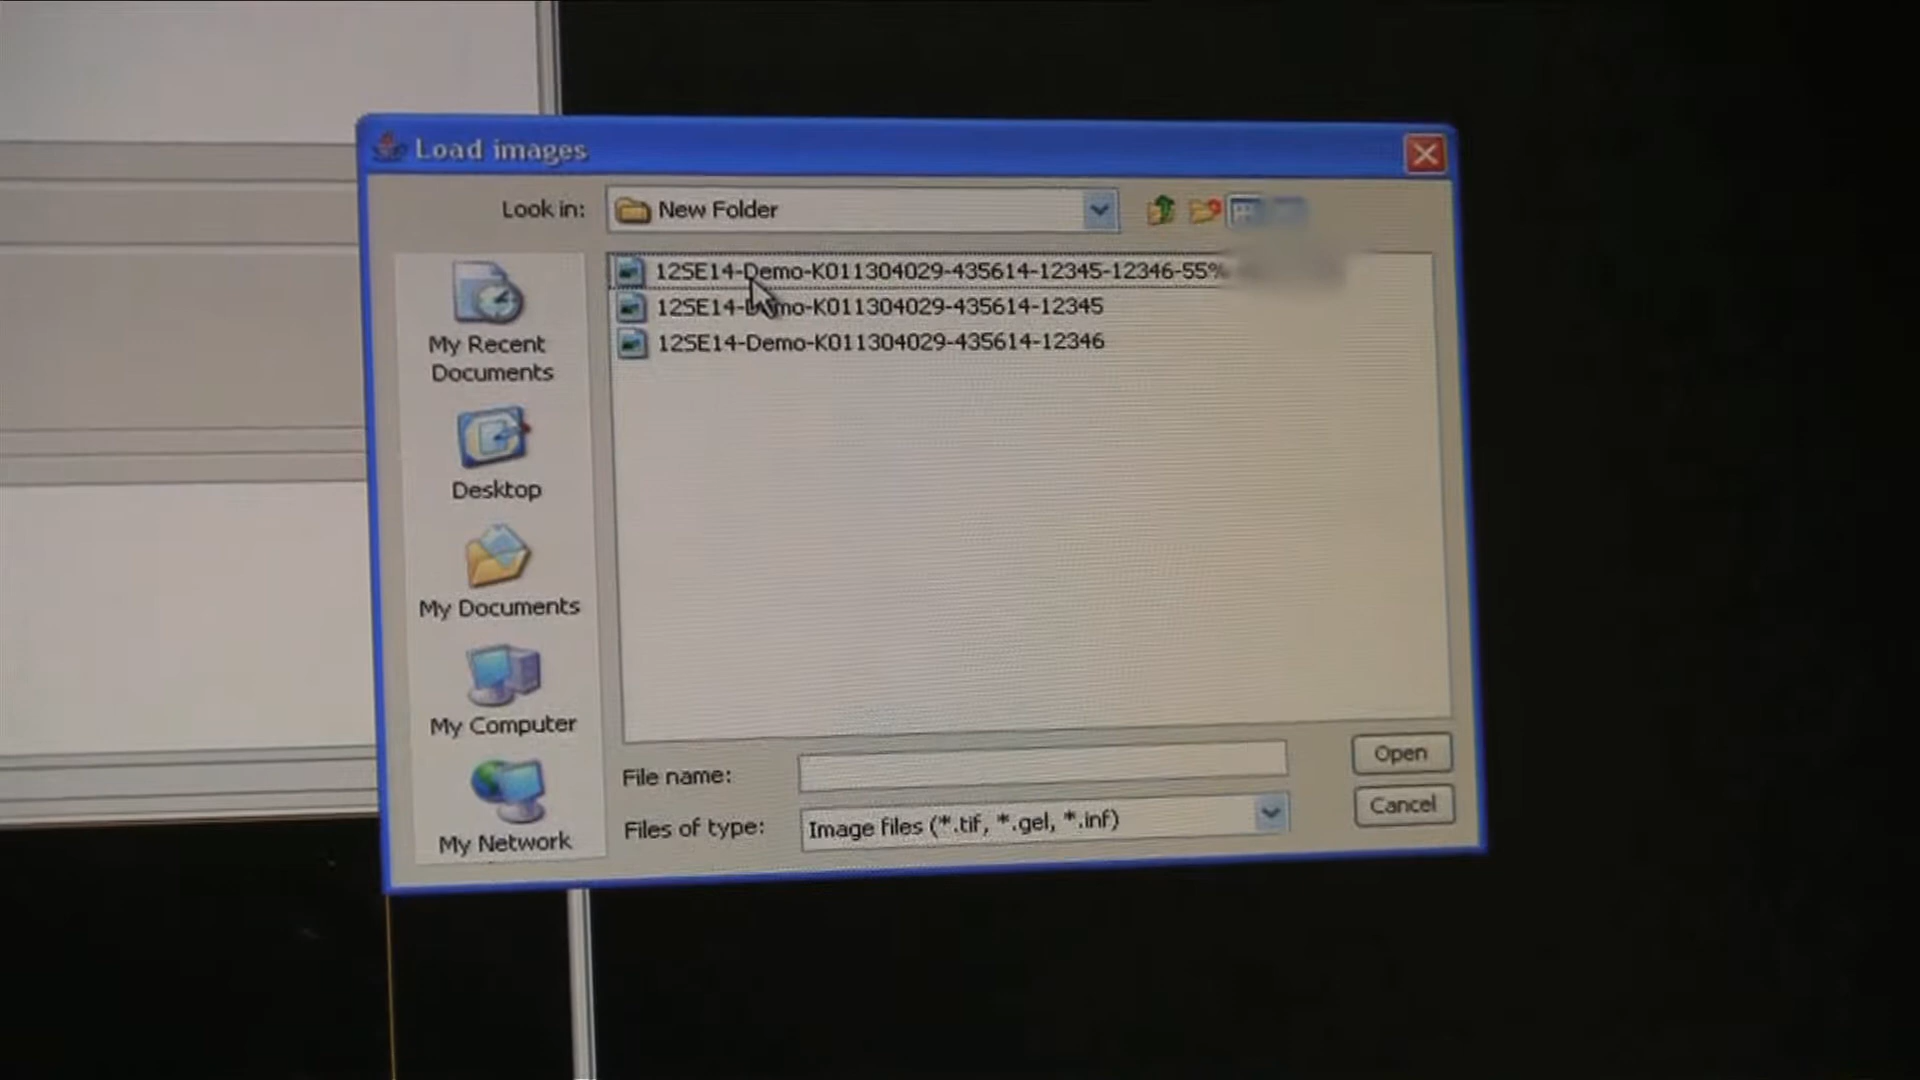 Load images
Look in:
New Folder
12SE14-Demo-K011304029-435614-12345-12346-55%
12SE14-Demo-K011304029-435614-12345
12SE14-Demo-K011304029-435614-12346
My Recent
Documents
Desktop
My Documents
My Computer
My Network
File name:
Open
Files of type:
Image files (*.tif, *.gel, *.inf)
Cancel